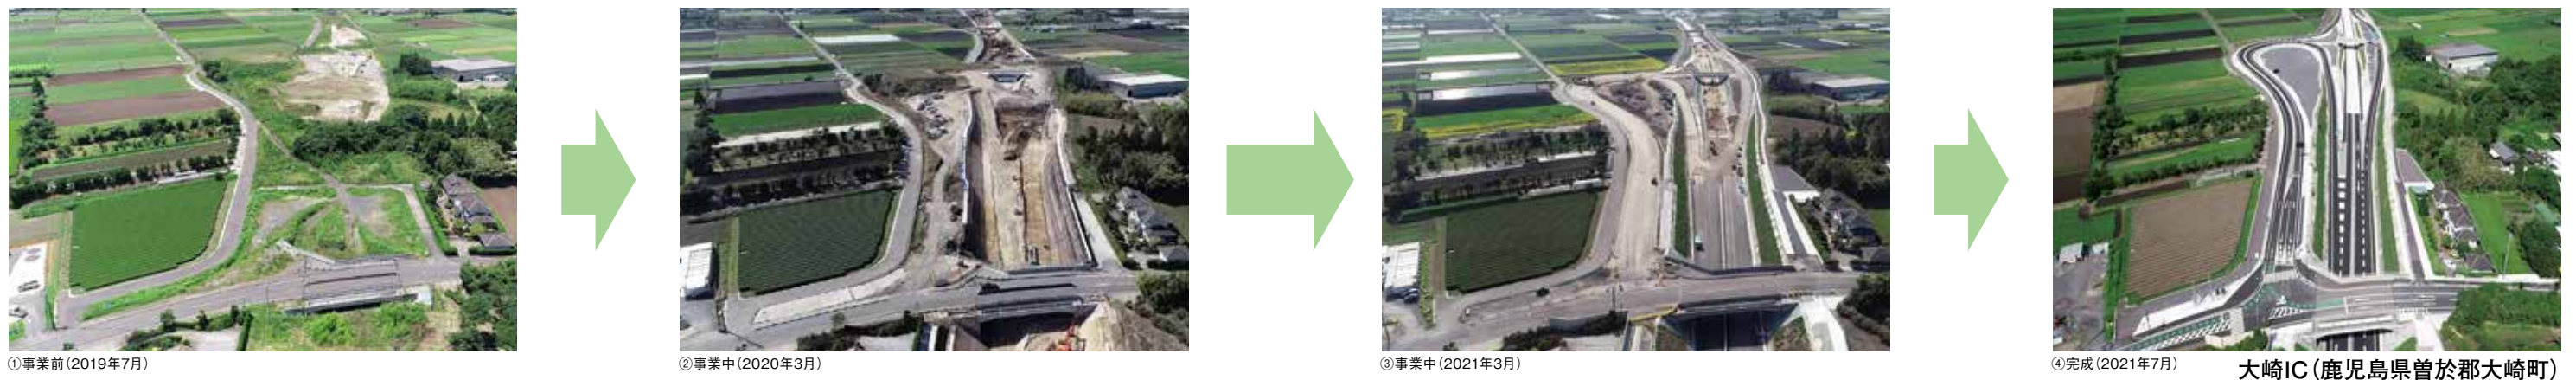 ①事業前(2019年7月)
②事業中(2020年3月)
③事業中(2021年3月)
④完成(2021年7月)
大崎IC(鹿児島県曽於郡大崎町)